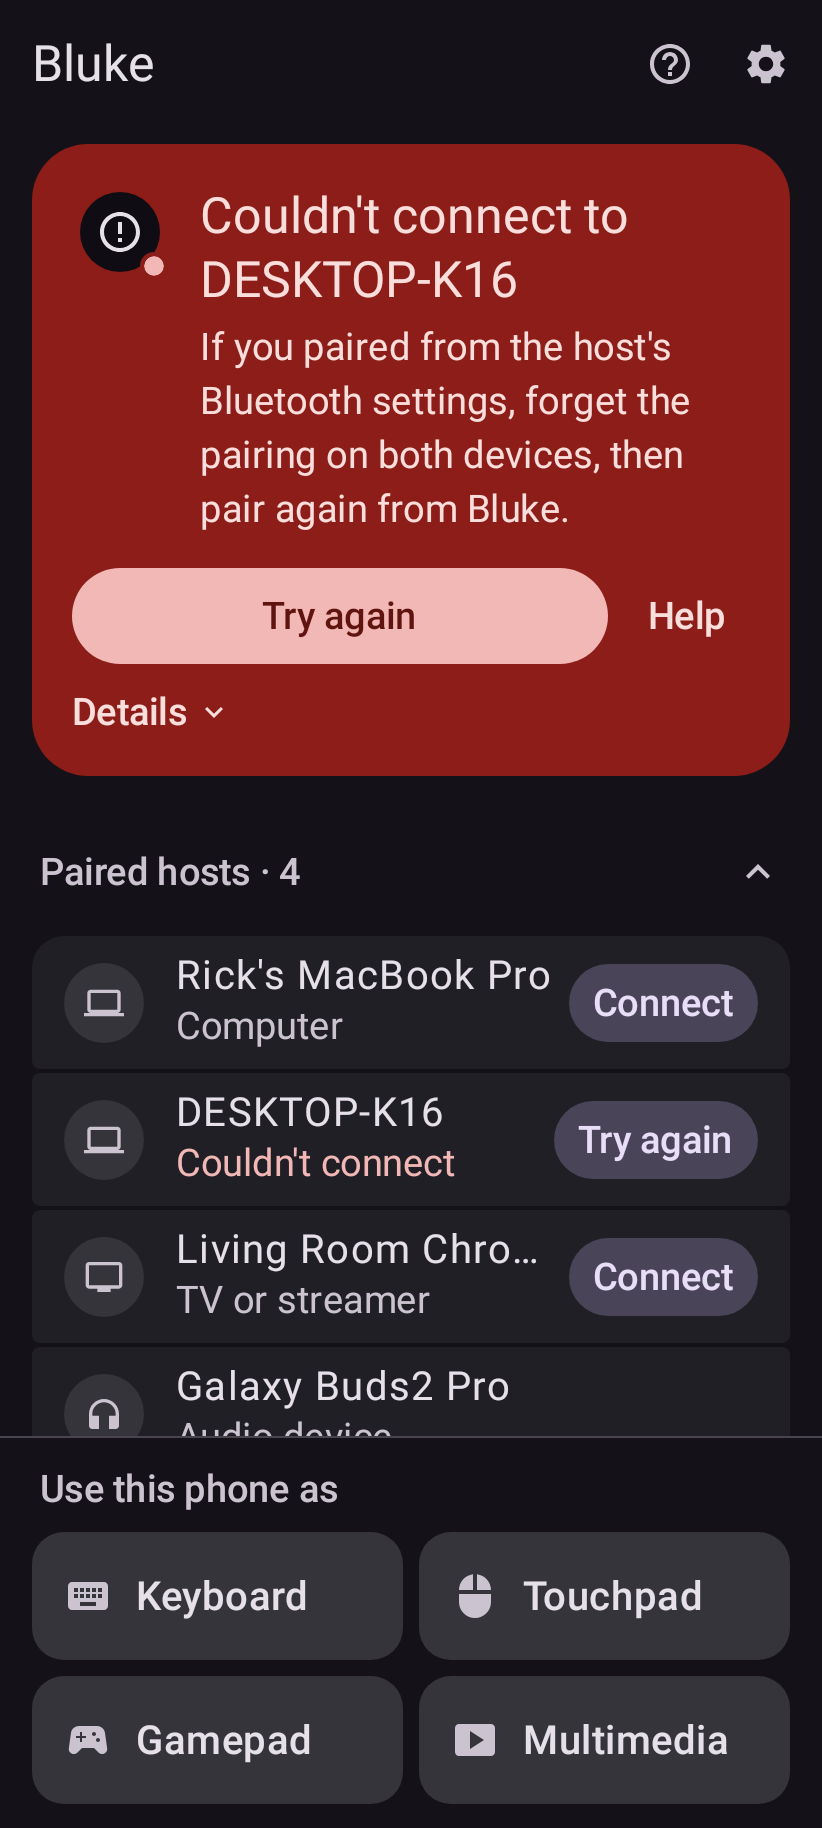 Bluke
Couldn't connect to
DESKTOP-K16
If you paired from the host's
Bluetooth settings, forget the
pairing on both devices, then
pair again from Bluke.
Try again
Help
Details
Paired hosts · 4
Rick's MacBook Pro
Computer
Connect
DESKTOP-K16
Couldn't connect
Try again
Living Room Chro…
TV or streamer
Connect
Galaxy Buds2 Pro
Audio device
Use this phone as
Keyboard
Touchpad
Gamepad
Multimedia